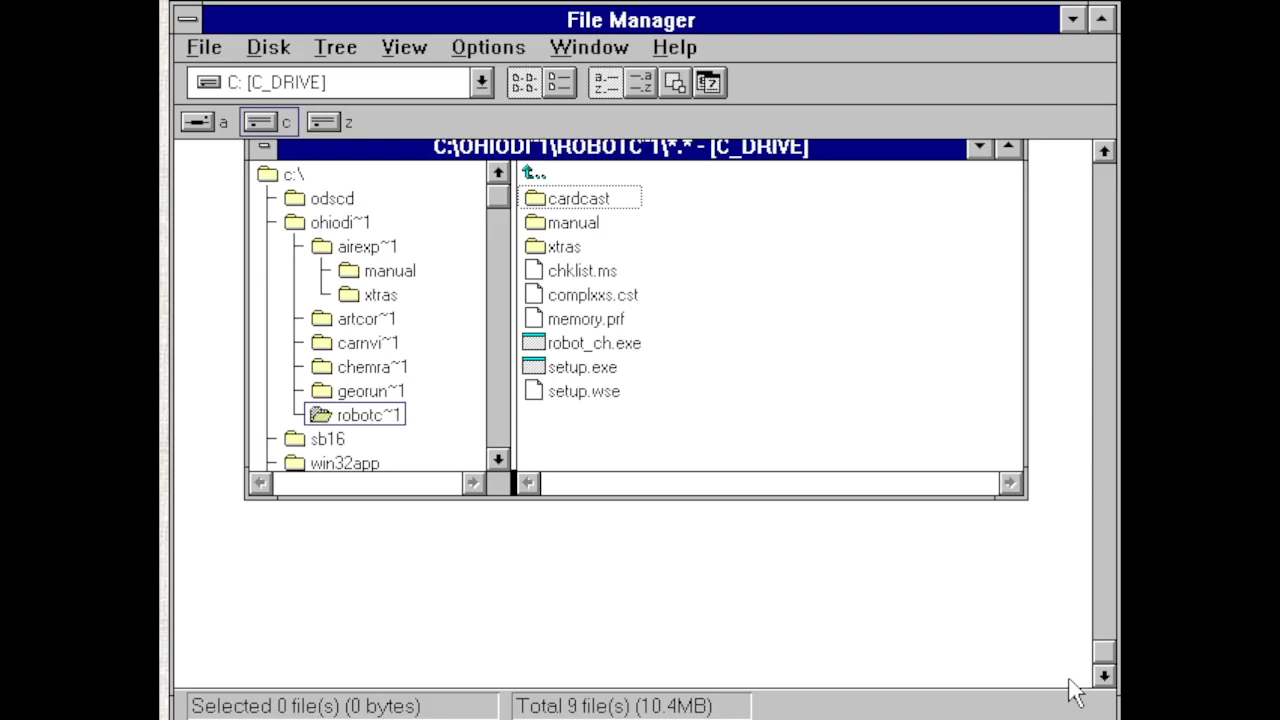 File Manager
File Disk Tree View Options Window Help
C: [C_DRIVE]
a c z
C:\OHIODI~1\ROBOTC~1\*.* - [C_DRIVE]
c:\
odscd
ohiodi~1
airexp~1
manual
xtras
artcor~1
carnvi~1
chemra~1
georun~1
robotc~1
sb16
win32app
..
cardcast
manual
xtras
chklist.ms
complxxs.cst
memory.prf
robot_ch.exe
setup.exe
setup.wse
Selected 0 file(s) (0 bytes)
Total 9 file(s) (10.4MB)